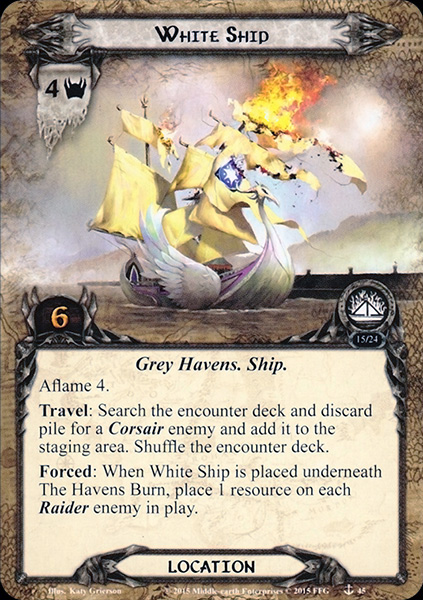 White Ship
4
6
15/24
Grey Havens. Ship.
Aflame 4.
Travel: Search the encounter deck and discard
pile for a Corsair enemy and add it to the
staging area. Shuffle the encounter deck.
Forced: When White Ship is placed underneath
The Havens Burn, place 1 resource on each
Raider enemy in play.
LOCATION
Illus. Katy Grierson
© 2015 Middle-earth Enterprises © 2015 FFG
45